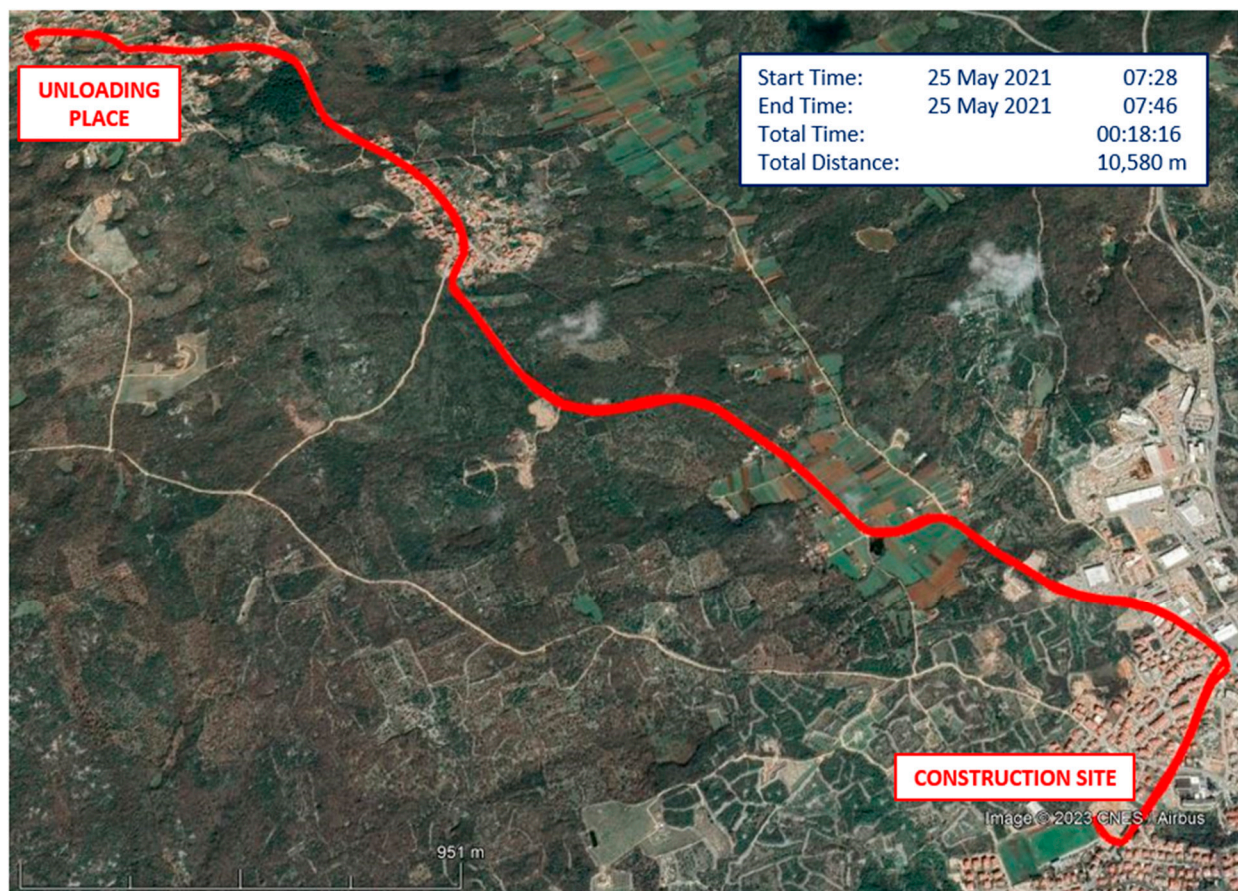 UNLOADING
PLACE
Start Time: 25 May 2021 07:28
End Time: 25 May 2021 07:46
Total Time: 00:18:16
Total Distance: 10,580 m
CONSTRUCTION SITE
Image © 2023 CNES / Airbus
951 m